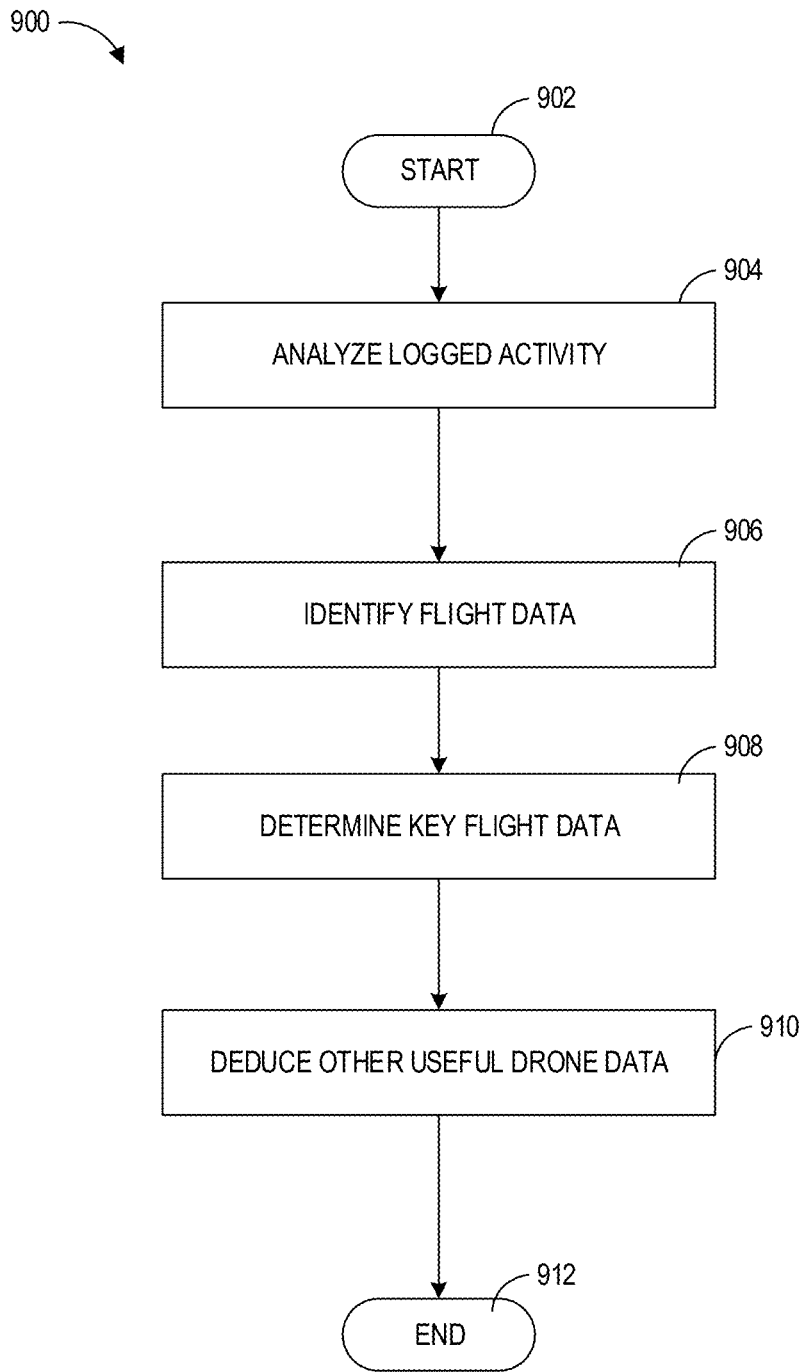 900
902
START
904
ANALYZE LOGGED ACTIVITY
906
IDENTIFY FLIGHT DATA
908
DETERMINE KEY FLIGHT DATA
910
DEDUCE OTHER USEFUL DRONE DATA
912
END